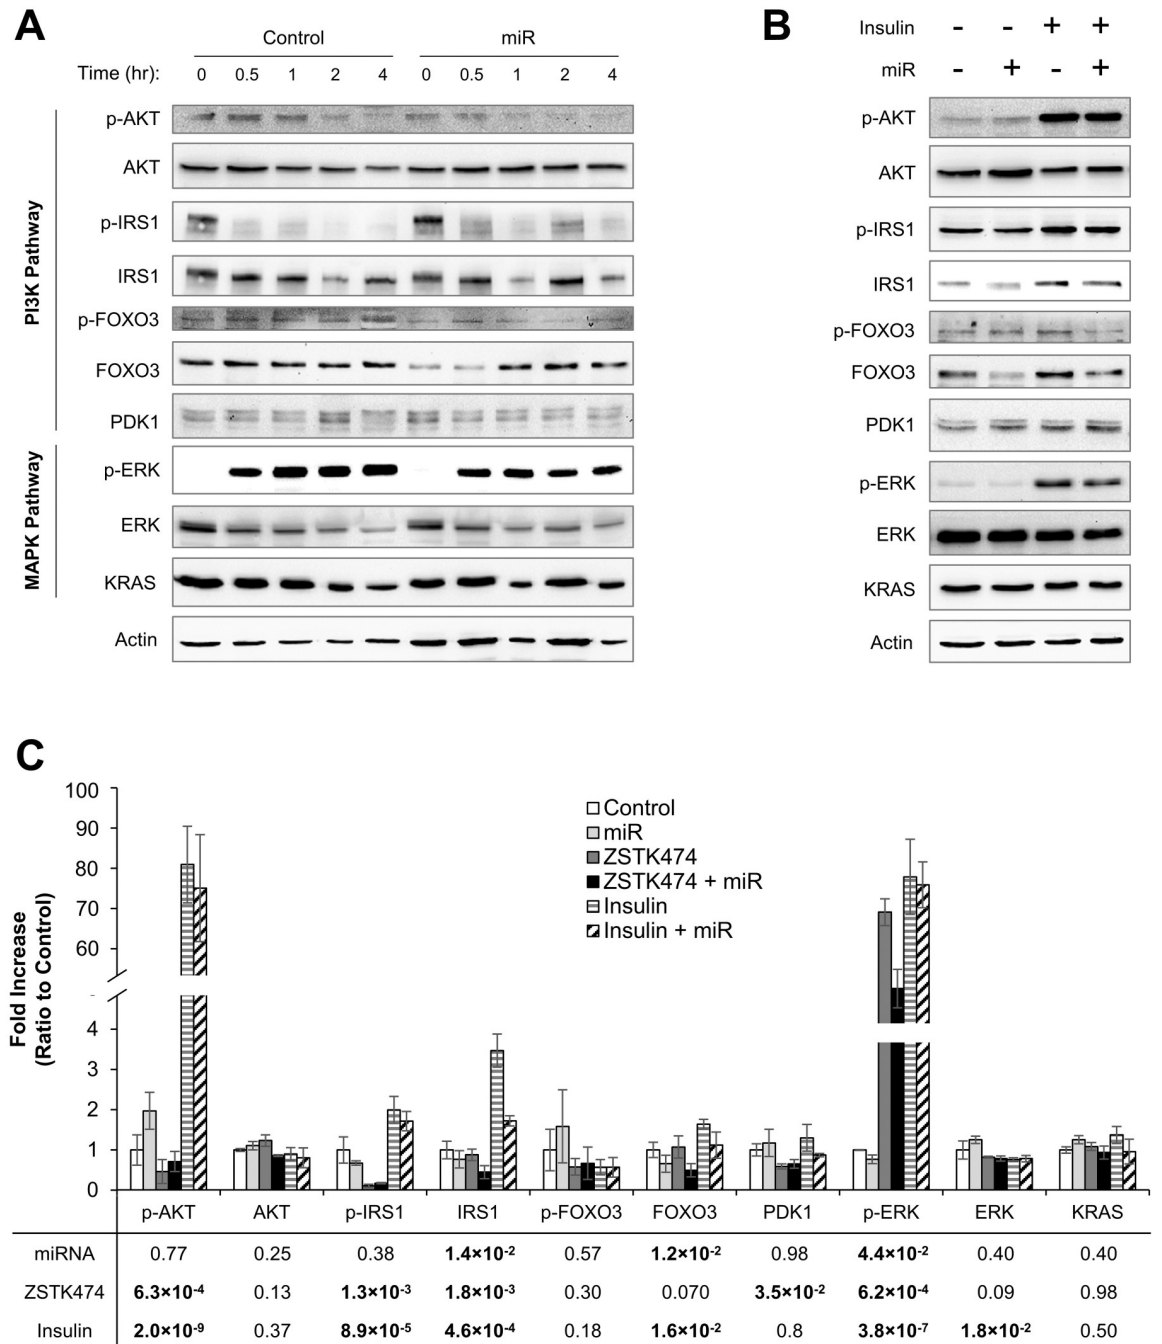 A
Control miR
Time (hr): 0 0.5 1 2 4 0 0.5 1 2 4
PI3K Pathway
p-AKT
AKT
p-IRS1
IRS1
p-FOXO3
FOXO3
PDK1
MAPK Pathway
p-ERK
ERK
KRAS
Actin
B
Insulin - - + +
miR - + - +
p-AKT
AKT
p-IRS1
IRS1
p-FOXO3
FOXO3
PDK1
p-ERK
ERK
KRAS
Actin
C
Fold Increase
(Ratio to Control)
100
90
80
70
60
4
3
2
1
0
Control
miR
ZSTK474
ZSTK474 + miR
Insulin
Insulin + miR
p-AKT AKT p-IRS1 IRS1 p-FOXO3 FOXO3 PDK1 p-ERK ERK KRAS
miRNA 0.77 0.25 0.38 1.4×10⁻² 0.57 1.2×10⁻² 0.98 4.4×10⁻² 0.40 0.40
ZSTK474 6.3×10⁻⁴ 0.13 1.3×10⁻³ 1.8×10⁻³ 0.30 0.070 3.5×10⁻² 6.2×10⁻⁴ 0.09 0.98
Insulin 2.0×10⁻⁹ 0.37 8.9×10⁻⁵ 4.6×10⁻⁴ 0.18 1.6×10⁻² 0.8 3.8×10⁻⁷ 1.8×10⁻² 0.50